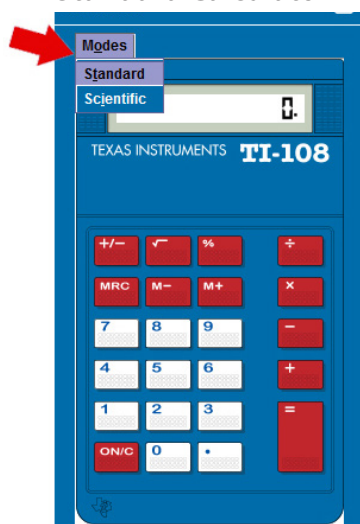 Modes
Standard
Scientific
0.
TEXAS INSTRUMENTS TI-108
+/− √ % ÷
MRC M− M+ ×
7 8 9 −
4 5 6 +
1 2 3 =
ON/C 0 •